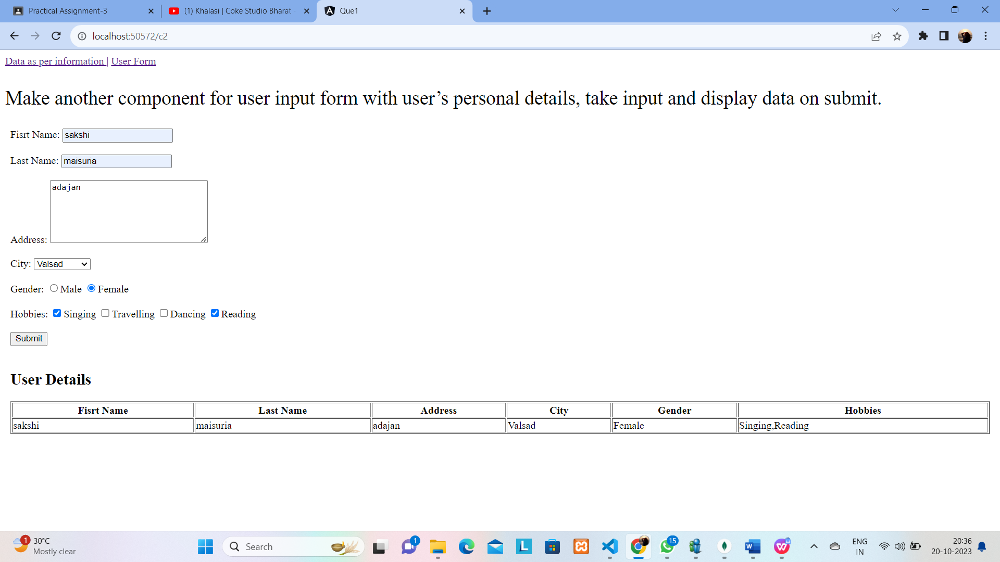 Practical Assignment-3
(1) Khalasi | Coke Studio Bharat
Que1
localhost:50572/c2
Data as per information | User Form
Make another component for user input form with user’s personal details, take input and display data on submit.
Fisrt Name: sakshi
Last Name: maisuria
adajan
Address:
City: Valsad
Gender: Male Female
Hobbies: Singing Travelling Dancing Reading
Submit
User Details
Fisrt Name Last Name Address City Gender Hobbies
sakshi maisuria adajan Valsad Female Singing,Reading
1
30°C
Mostly clear
Search
1
L
15
W
W
ENG
IN
20:36
20-10-2023